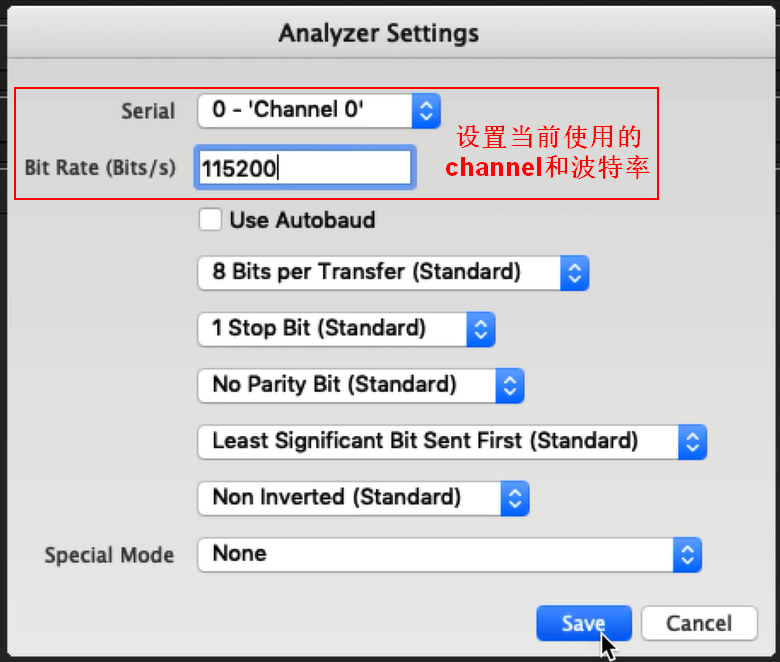 Analyzer Settings
Serial 0 - 'Channel 0'
设置当前使用的
channel和波特率
Bit Rate (Bits/s) 115200
Use Autobaud
8 Bits per Transfer (Standard)
1 Stop Bit (Standard)
No Parity Bit (Standard)
Least Significant Bit Sent First (Standard)
Non Inverted (Standard)
Special Mode None
Save Cancel